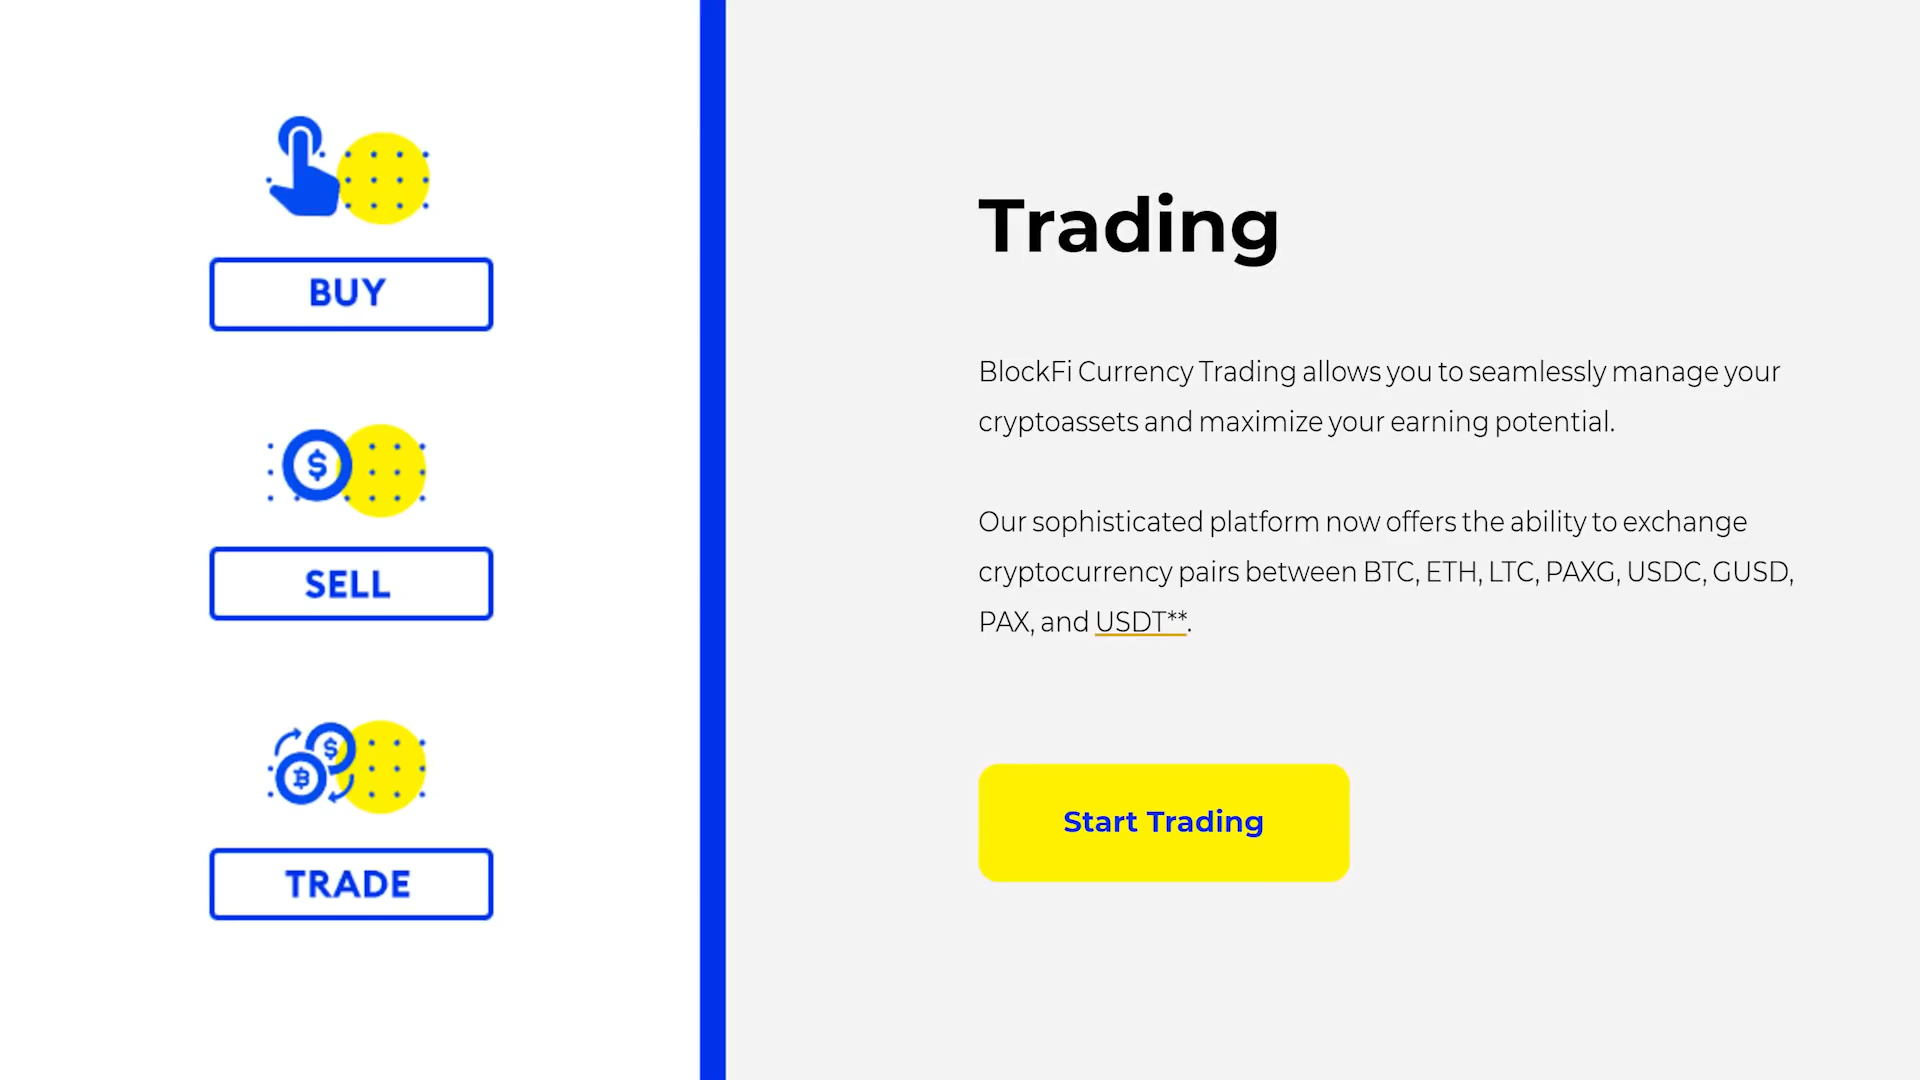 BUY
SELL
TRADE
Trading
BlockFi Currency Trading allows you to seamlessly manage your
cryptoassets and maximize your earning potential.
Our sophisticated platform now offers the ability to exchange
cryptocurrency pairs between BTC, ETH, LTC, PAXG, USDC, GUSD,
PAX, and USDT**.
Start Trading